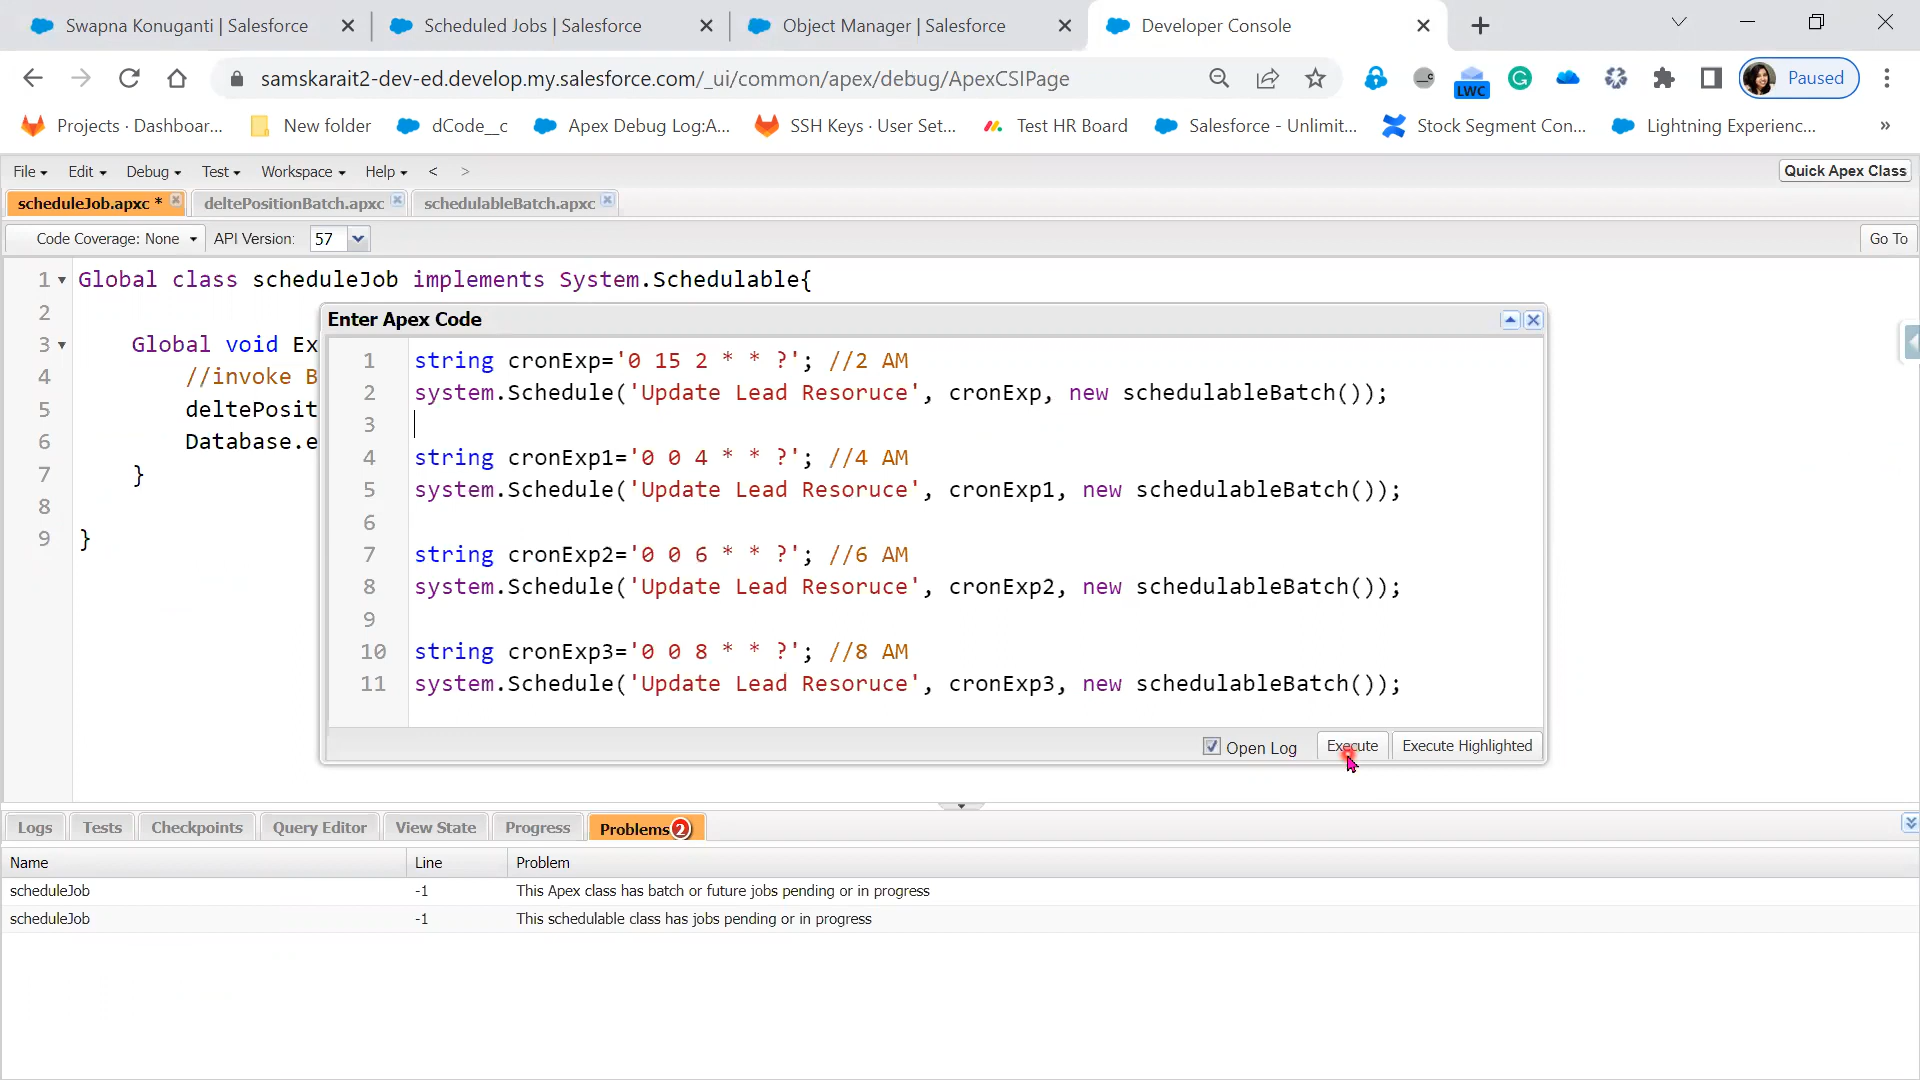 Swapna Konuganti | Salesforce
Scheduled Jobs | Salesforce
Object Manager | Salesforce
Developer Console
samskarait2-dev-ed.develop.my.salesforce.com/_ui/common/apex/debug/ApexCSIPage
LWC
Paused
Projects · Dashboar...
New folder
dCode__c
Apex Debug Log:A...
SSH Keys · User Set...
Test HR Board
Salesforce - Unlimit...
Stock Segment Con...
Lightning Experienc...
»
File Edit Debug Test Workspace Help < >
Quick Apex Class
scheduleJob.apxc *
deltePositionBatch.apxc
schedulableBatch.apxc
Code Coverage: None
API Version: 57
Go To
1 Global class scheduleJob implements System.Schedulable{
2
3 Global void Ex
4 //invoke B
5 deltePosit
6 Database.e
7 }
8
9 }
Enter Apex Code
1 string cronExp='0 15 2 * * ?'; //2 AM
2 system.Schedule('Update Lead Resoruce', cronExp, new schedulableBatch());
3
4 string cronExp1='0 0 4 * * ?'; //4 AM
5 system.Schedule('Update Lead Resoruce', cronExp1, new schedulableBatch());
6
7 string cronExp2='0 0 6 * * ?'; //6 AM
8 system.Schedule('Update Lead Resoruce', cronExp2, new schedulableBatch());
9
10 string cronExp3='0 0 8 * * ?'; //8 AM
11 system.Schedule('Update Lead Resoruce', cronExp3, new schedulableBatch());
Open Log
Execute
Execute Highlighted
Logs Tests Checkpoints Query Editor View State Progress Problems 2
Name Line Problem
scheduleJob -1 This Apex class has batch or future jobs pending or in progress
scheduleJob -1 This schedulable class has jobs pending or in progress